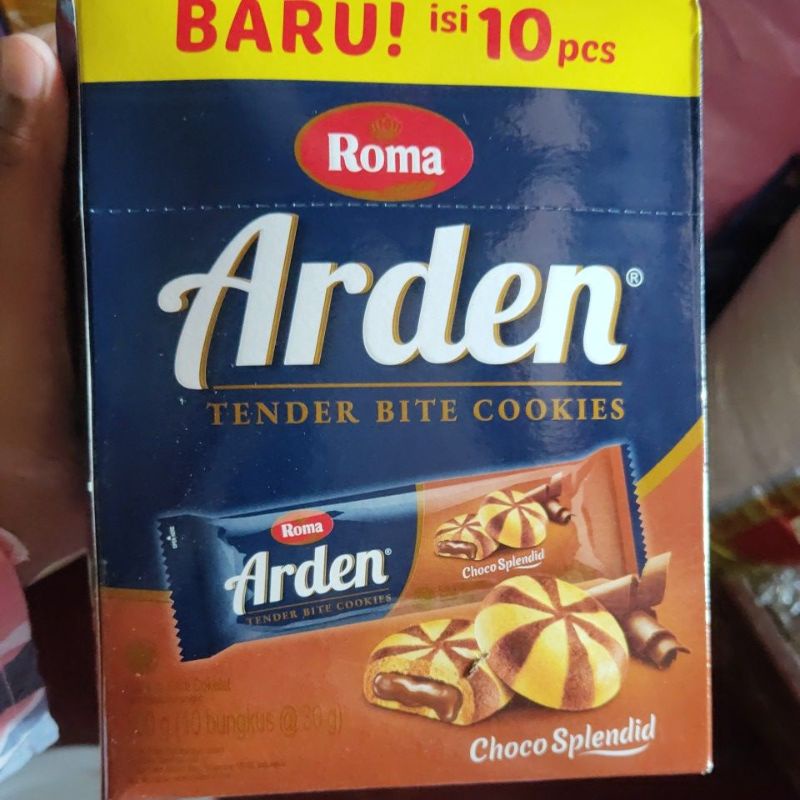 BARU! isi 10 pcs
Roma
Arden®
TENDER BITE COOKIES
Roma
Arden®
TENDER BITE COOKIES
Choco Splendid
Cokelat
g (10 bungkus @ 30 g)
Choco Splendid